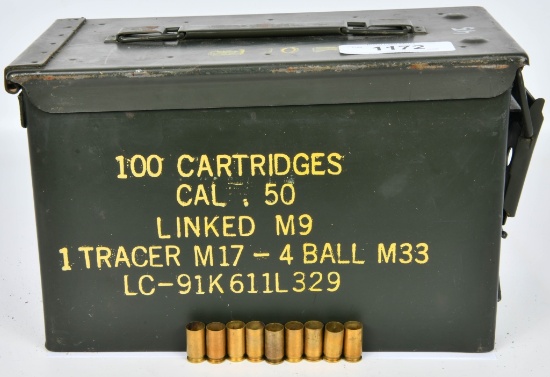 1172
100 CARTRIDGES
CAL . 50
LINKED M9
1 TRACER M17 - 4 BALL M33
LC-91K611L329